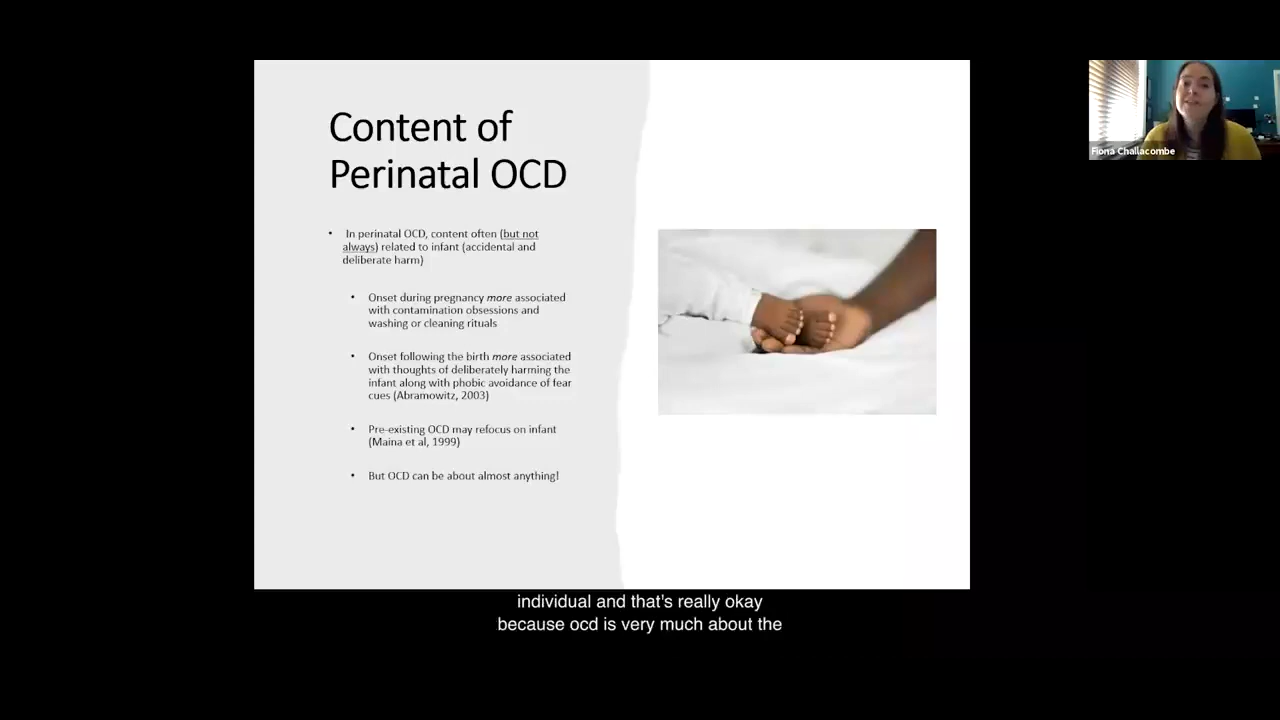 Content of
Perinatal OCD
• In perinatal OCD, content often (but not
always) related to infant (accidental and
deliberate harm)
• Onset during pregnancy more associated
with contamination obsessions and
washing or cleaning rituals
• Onset following the birth more associated
with thoughts of deliberately harming the
infant along with phobic avoidance of fear
cues (Abramowitz, 2003)
• Pre-existing OCD may refocus on infant
(Maina et al, 1999)
• But OCD can be about almost anything!
Fiona Challacombe
individual and that's really okay
because ocd is very much about the